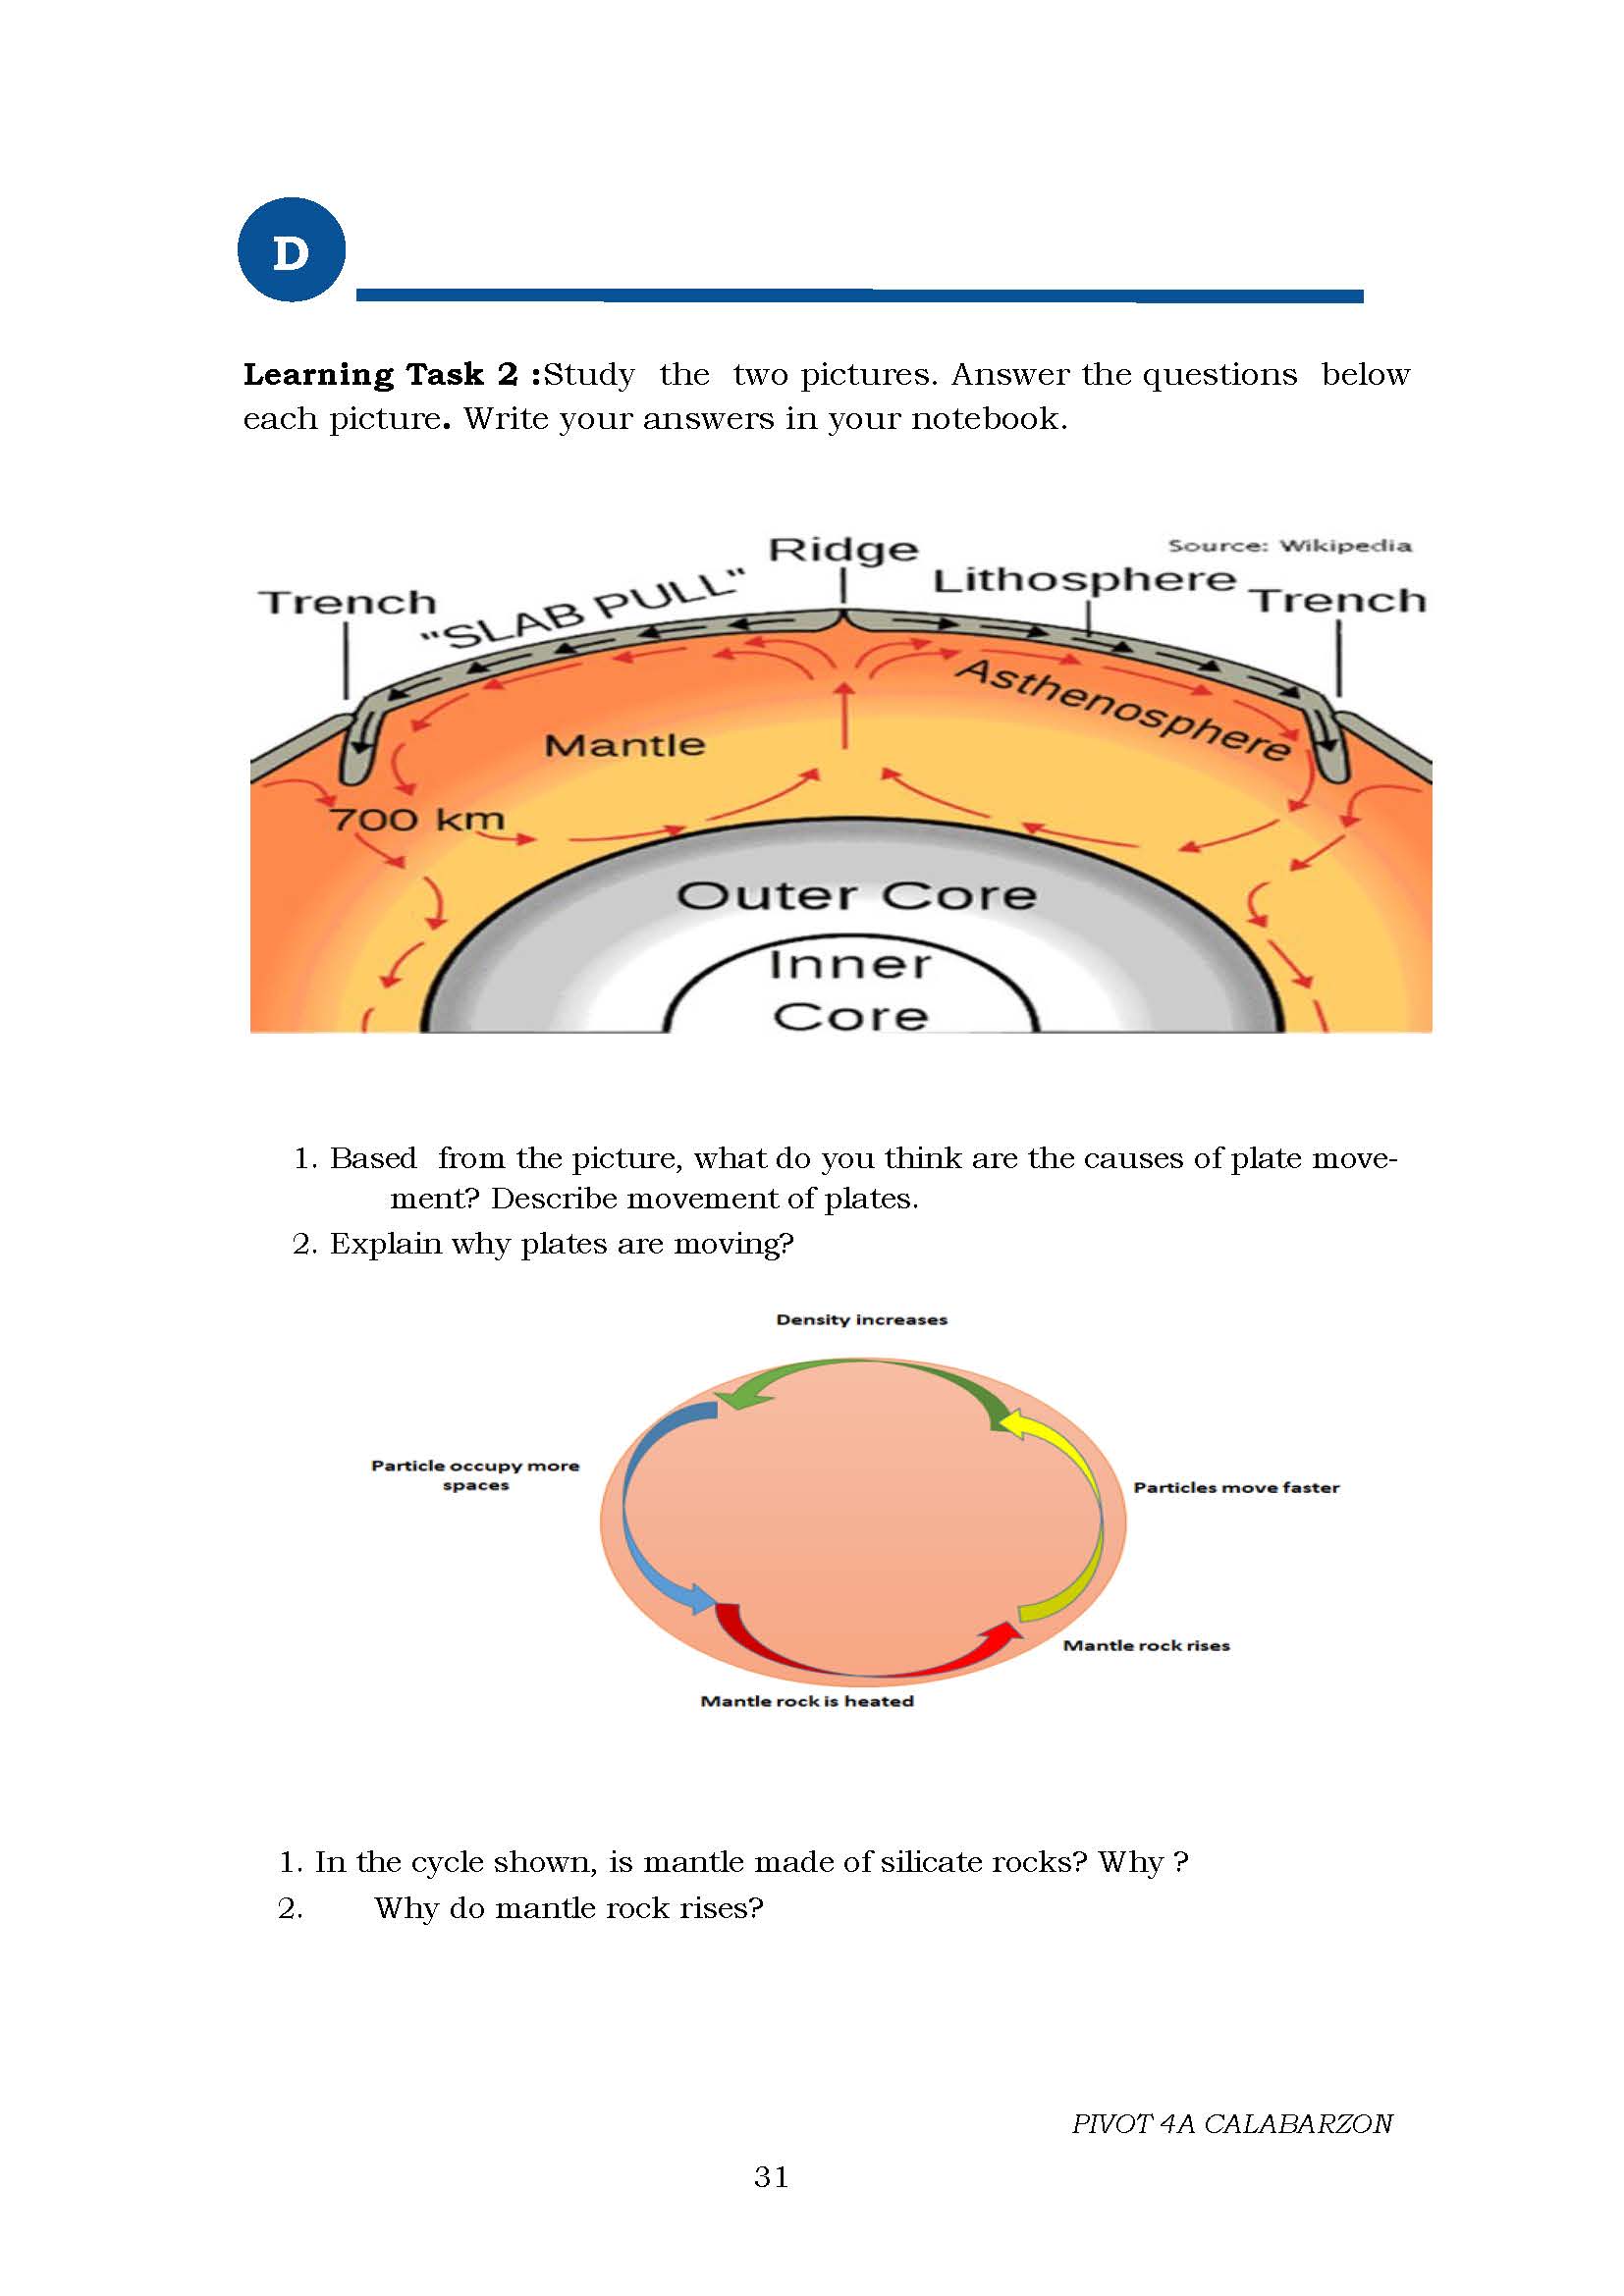 D
Learning Task 2 :Study the two pictures. Answer the questions below
each picture. Write your answers in your notebook.
Ridge
Source: Wikipedia
Trench
"SLAB PULL"
Lithosphere
Trench
Asthenosphere
Mantle
700 km
Outer Core
Inner
Core
1. Based from the picture, what do you think are the causes of plate move-
ment? Describe movement of plates.
2. Explain why plates are moving?
Density increases
Particle occupy more
spaces
Particles move faster
Mantle rock rises
Mantle rock is heated
1. In the cycle shown, is mantle made of silicate rocks? Why ?
2. Why do mantle rock rises?
PIVOT 4A CALABARZON
31